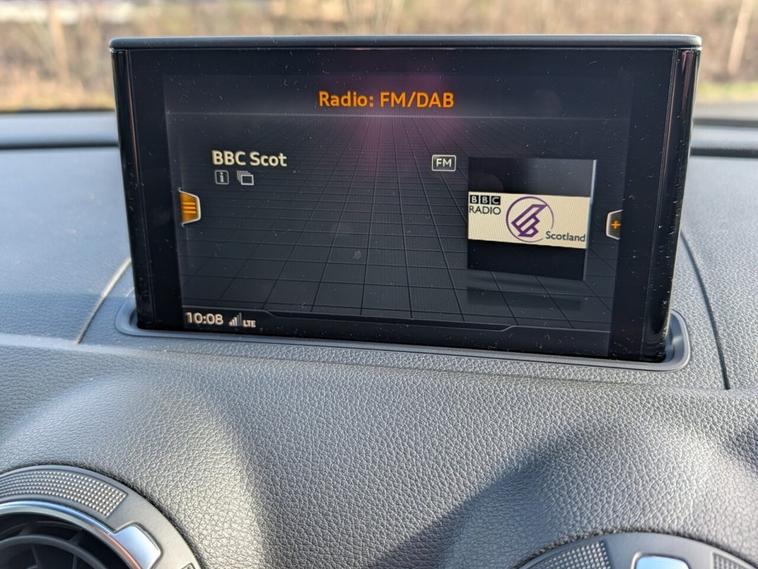 Radio: FM/DAB
BBC Scot
FM
BBC
RADIO
Scotland
10:08 LTE